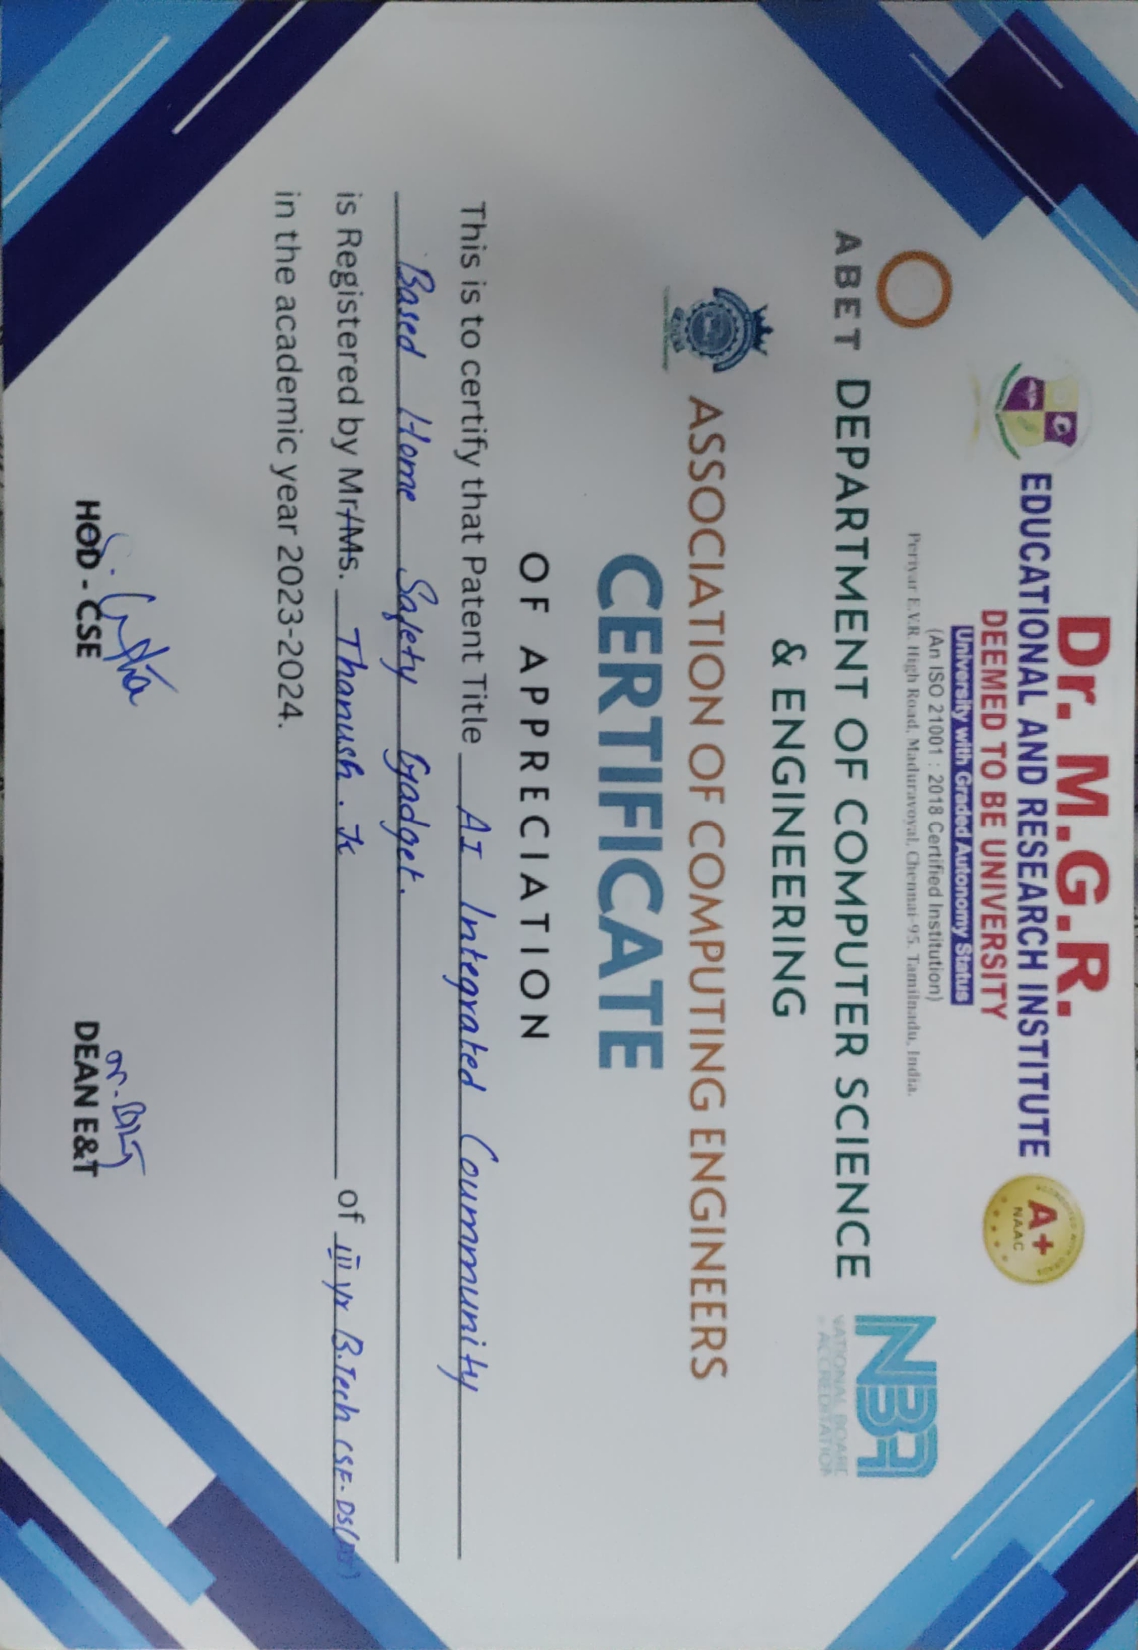 Dr. M.G.R.
EDUCATIONAL AND RESEARCH INSTITUTE
DEEMED TO BE UNIVERSITY
University with Graded Autonomy Status
(An ISO 21001 : 2018 Certified Institution)
Periyar E.V.R. High Road, Maduravoyal, Chennai-95. Tamilnadu, India.
A+
NAAC
ABET
NBA
NATIONAL BOARD
ACCREDITATION
DEPARTMENT OF COMPUTER SCIENCE
& ENGINEERING
ASSOCIATION OF COMPUTING ENGINEERS
CERTIFICATE
OF APPRECIATION
This is to certify that Patent Title AI Integrated Coummunity
Based Home Safety Gadget.
is Registered by Mr/Ms. Thanush . K of III yr B.Tech CSE-DS(
in the academic year 2023-2024.
HOD - CSE
DEAN E&T